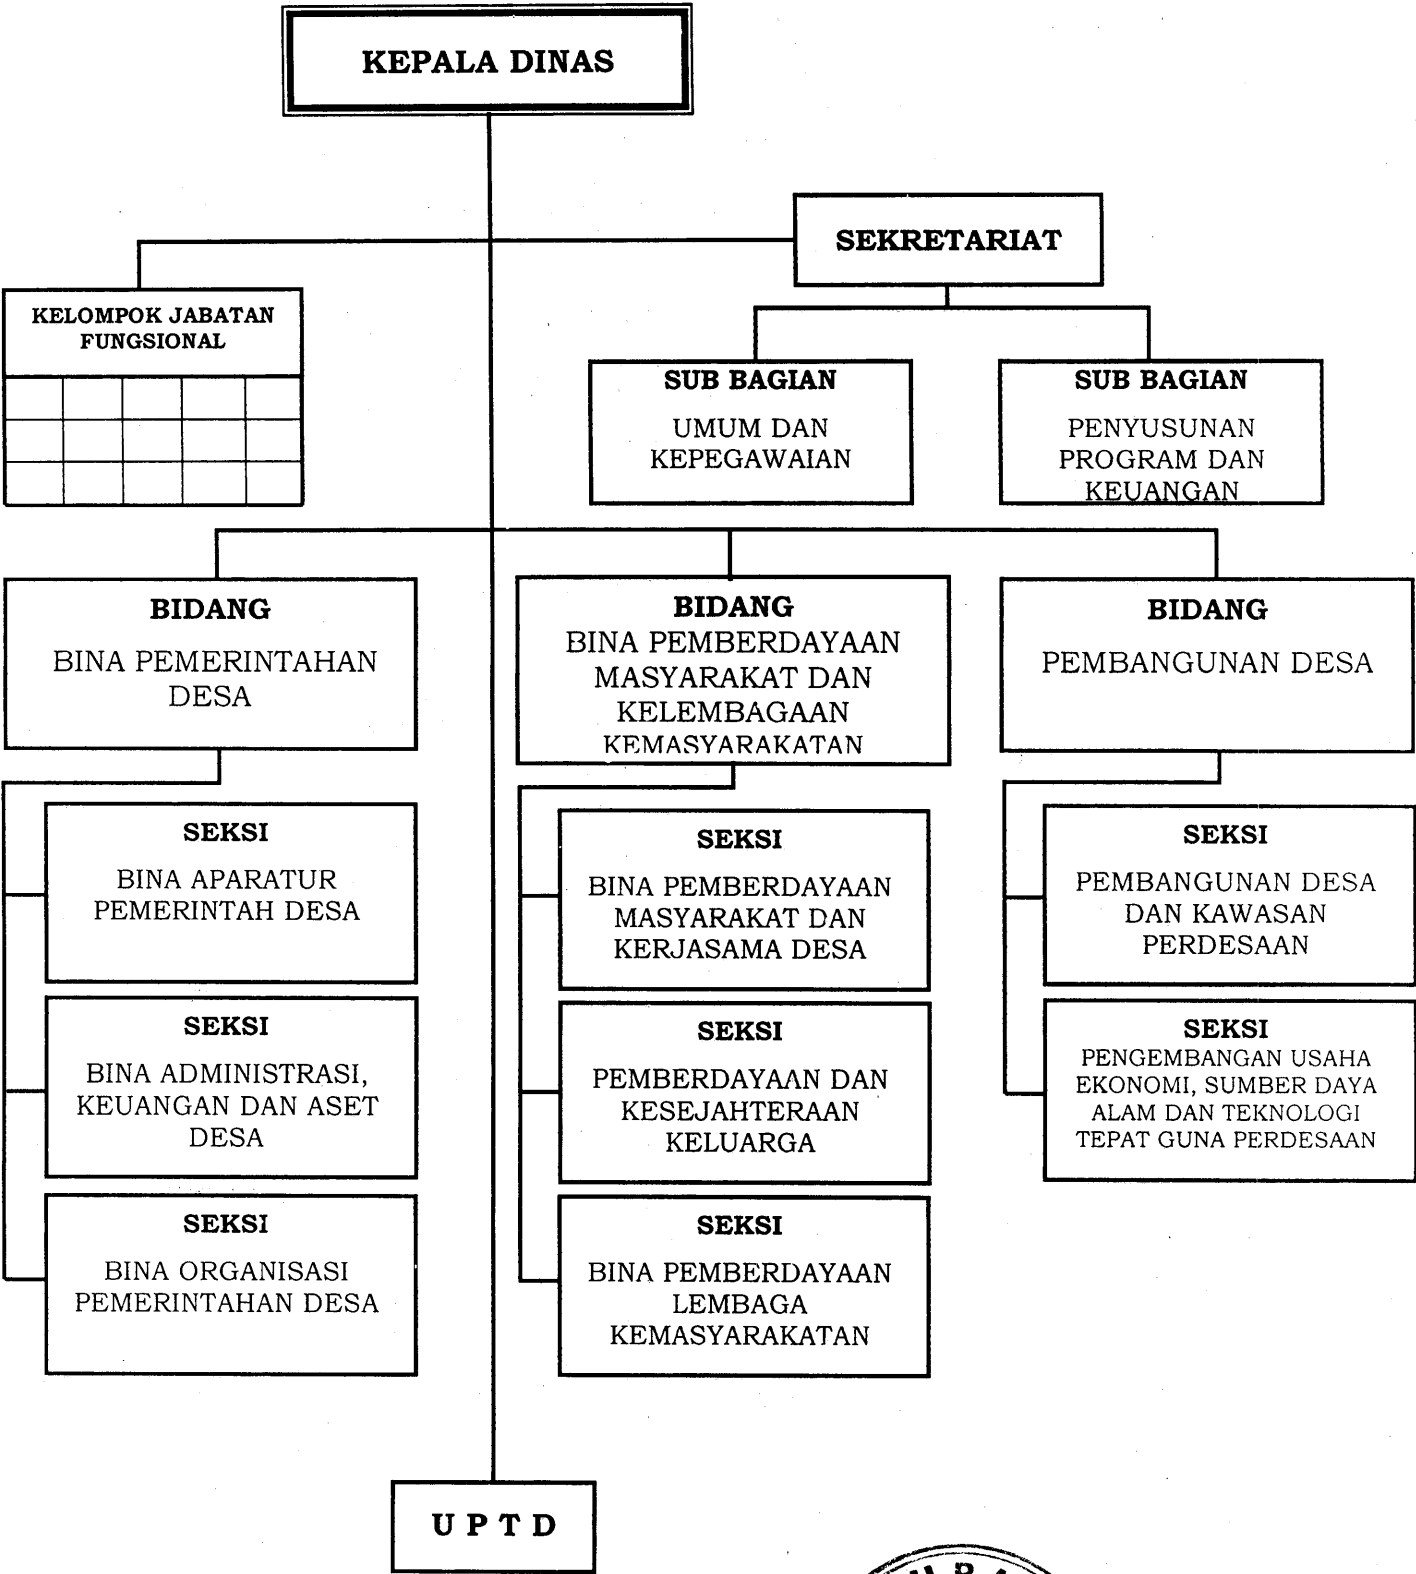 KEPALA DINAS
SEKRETARIAT
KELOMPOK JABATAN
FUNGSIONAL
SUB BAGIAN
UMUM DAN
KEPEGAWAIAN
SUB BAGIAN
PENYUSUNAN
PROGRAM DAN
KEUANGAN
BIDANG
BINA PEMERINTAHAN
DESA
BIDANG
BINA PEMBERDAYAAN
MASYARAKAT DAN
KELEMBAGAAN
KEMASYARAKATAN
BIDANG
PEMBANGUNAN DESA
SEKSI
BINA APARATUR
PEMERINTAH DESA
SEKSI
BINA ADMINISTRASI,
KEUANGAN DAN ASET
DESA
SEKSI
BINA ORGANISASI
PEMERINTAHAN DESA
SEKSI
BINA PEMBERDAYAAN
MASYARAKAT DAN
KERJASAMA DESA
SEKSI
PEMBERDAYAAN DAN
KESEJAHTERAAN
KELUARGA
SEKSI
BINA PEMBERDAYAAN
LEMBAGA
KEMASYARAKATAN
SEKSI
PEMBANGUNAN DESA
DAN KAWASAN
PERDESAAN
SEKSI
PENGEMBANGAN USAHA
EKONOMI, SUMBER DAYA
ALAM DAN TEKNOLOGI
TEPAT GUNA PERDESAAN
U P T D